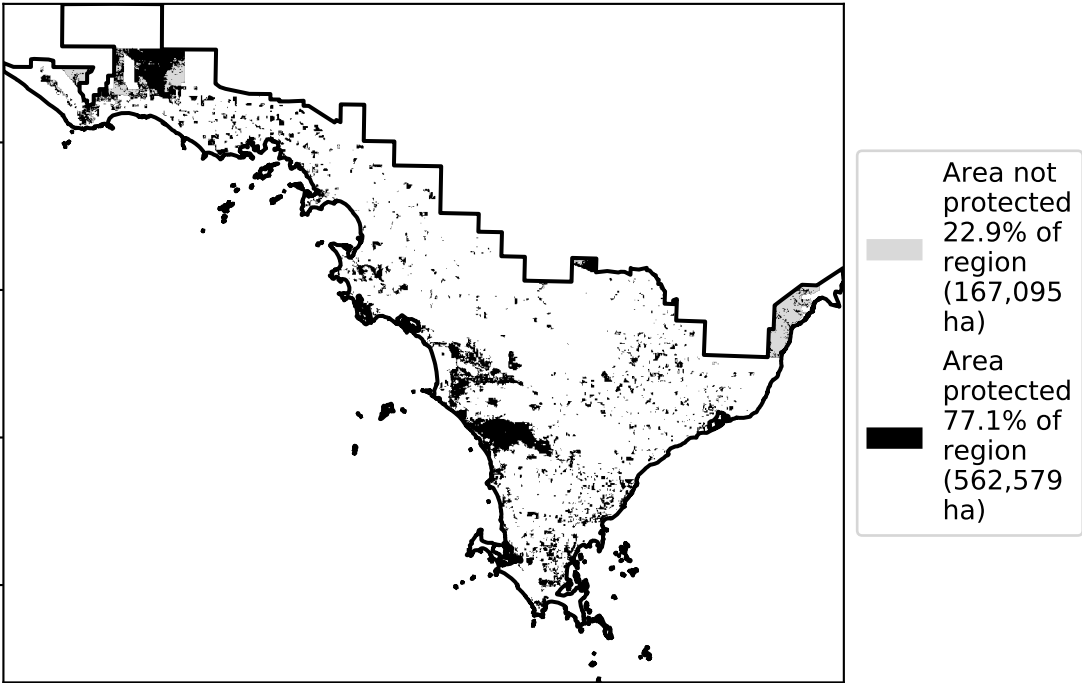 Area not
protected
22.9% of
region
(167,095
ha)
Area
protected
77.1% of
region
(562,579
ha)